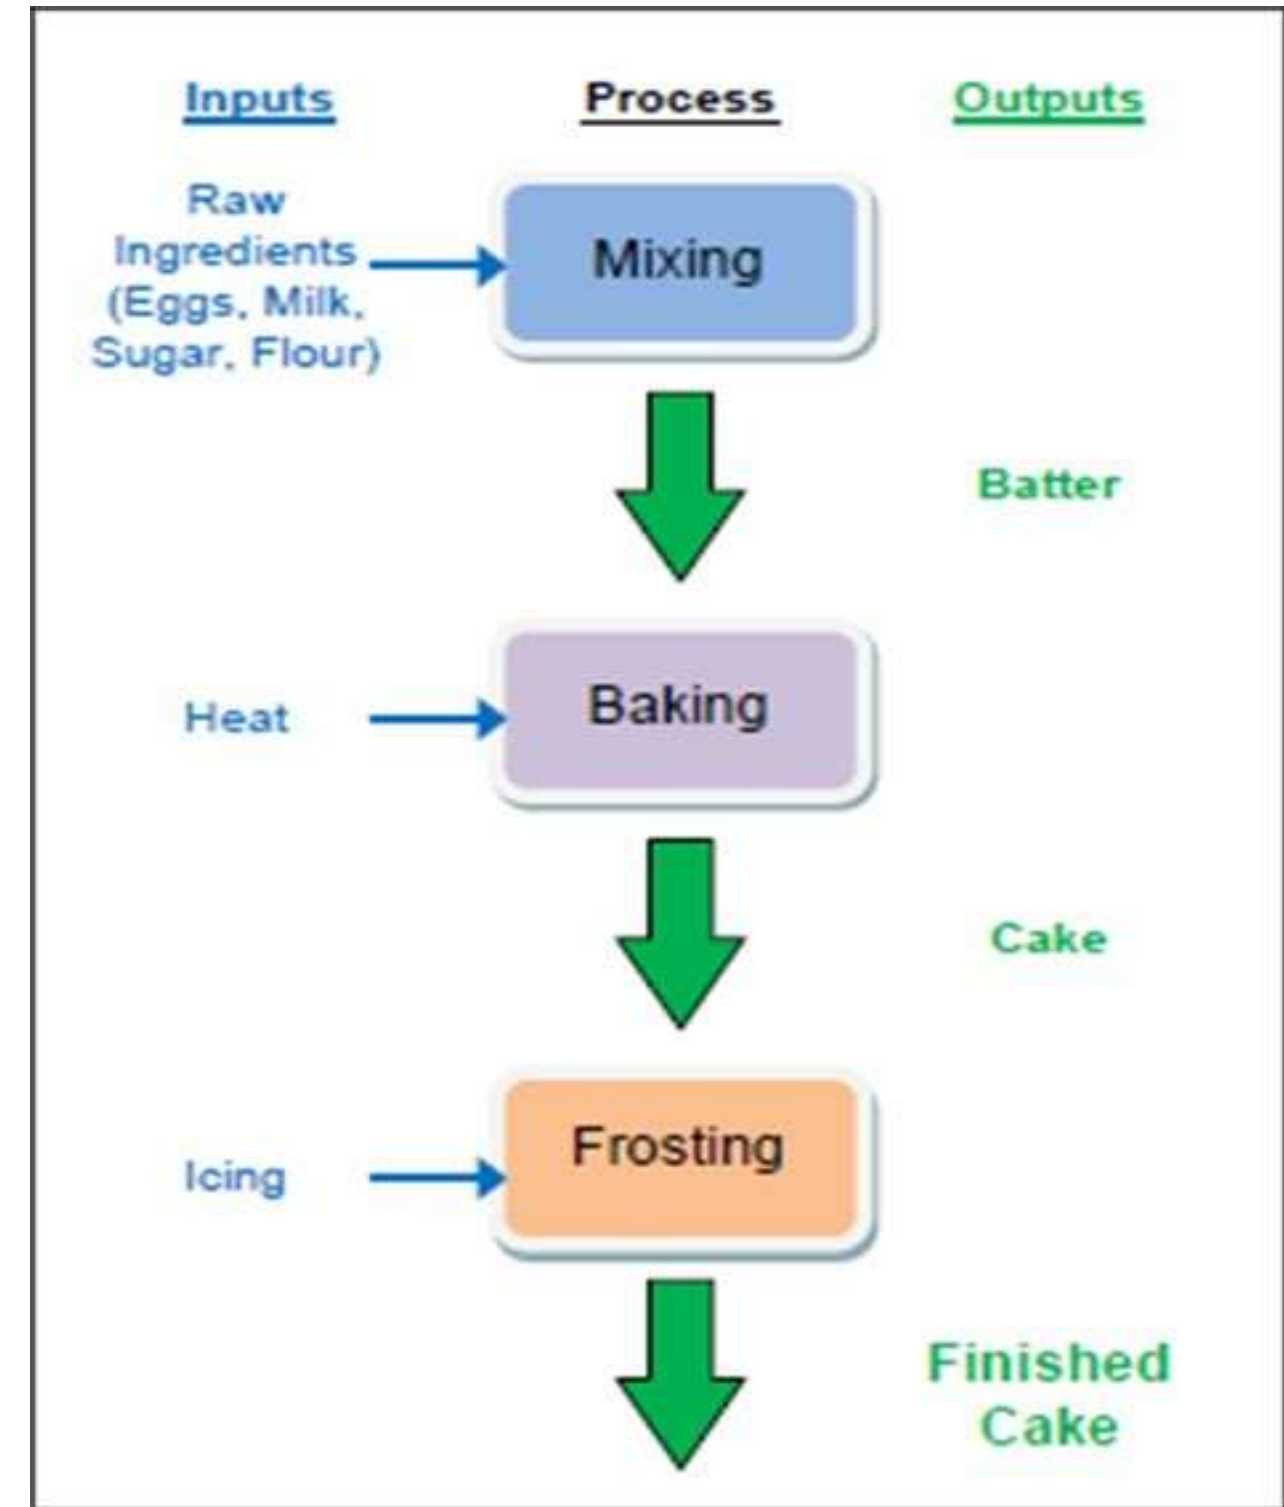 Inputs
Process
Outputs
Raw
Ingredients
(Eggs, Milk,
Sugar, Flour)
Mixing
Batter
Heat
Baking
Cake
Icing
Frosting
Finished
Cake